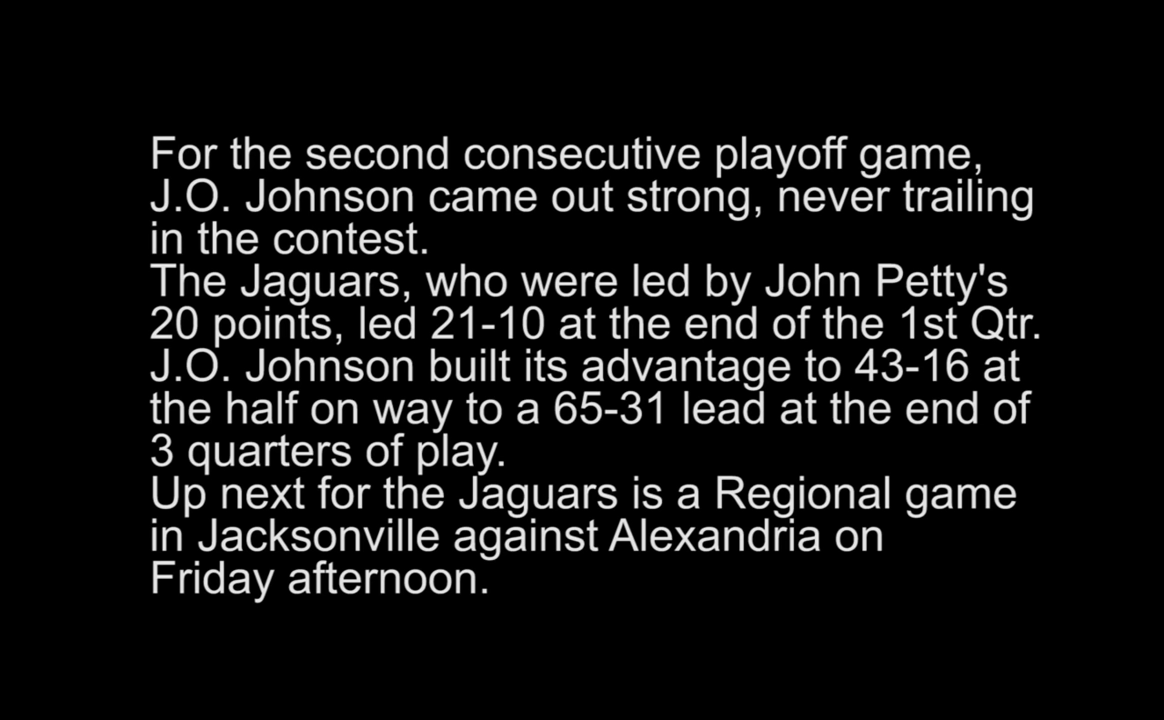 For the second consecutive playoff game,
J.O. Johnson came out strong, never trailing
in the contest.
The Jaguars, who were led by John Petty's
20 points, led 21-10 at the end of the 1st Qtr.
J.O. Johnson built its advantage to 43-16 at
the half on way to a 65-31 lead at the end of
3 quarters of play.
Up next for the Jaguars is a Regional game
in Jacksonville against Alexandria on
Friday afternoon.